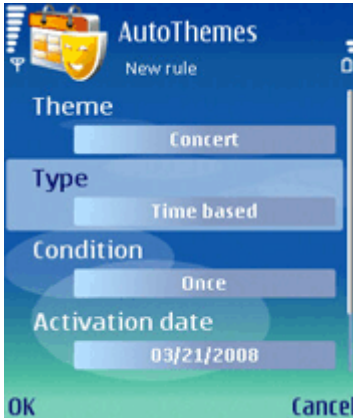 AutoThemes
New rule
Theme
Concert
Type
Time based
Condition
Once
Activation date
03/21/2008
OK Cancel